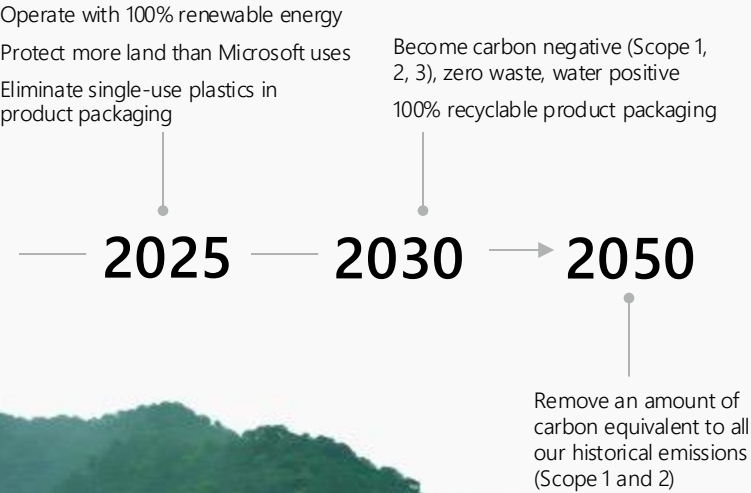 Operate with 100% renewable energy
Protect more land than Microsoft uses
Eliminate single-use plastics in
product packaging
Become carbon negative (Scope 1,
2, 3), zero waste, water positive
100% recyclable product packaging
2025
2030
2050
Remove an amount of
carbon equivalent to all
our historical emissions
(Scope 1 and 2)